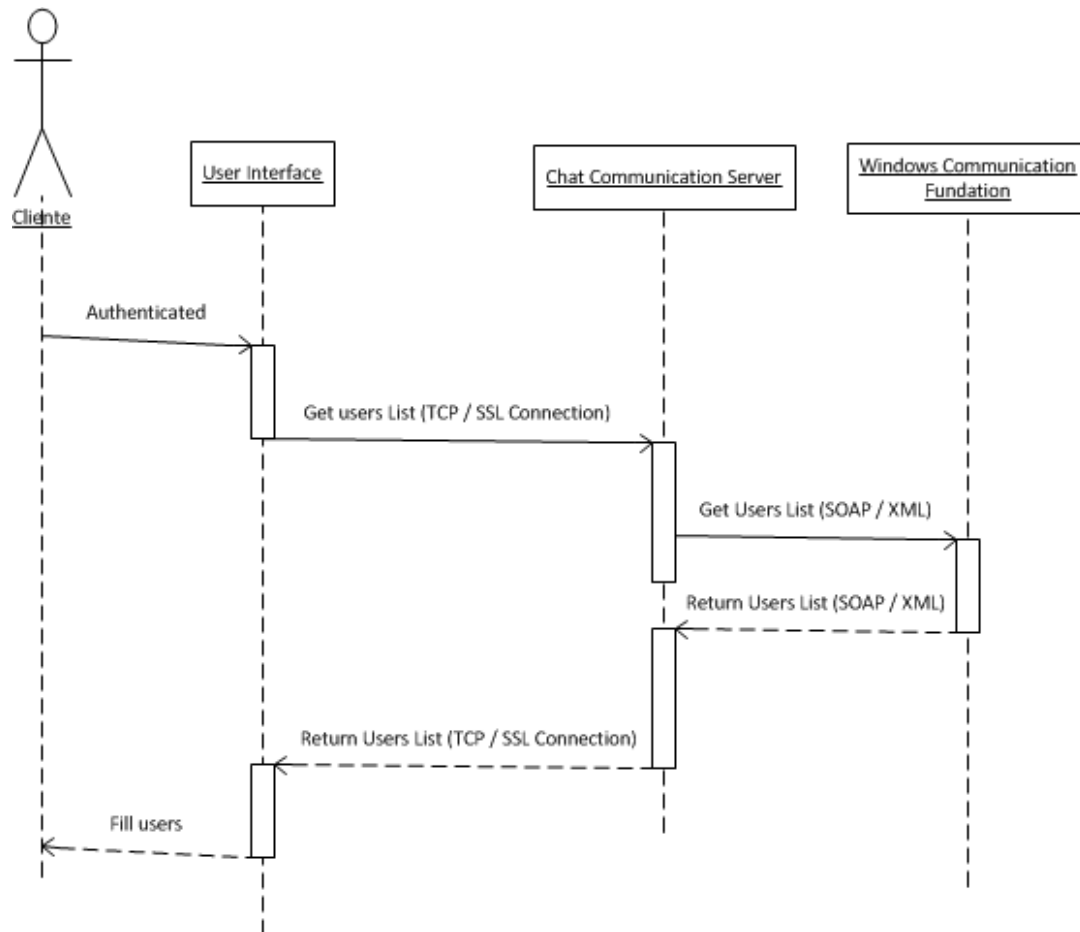 User Interface
Chat Communication Server
Windows Communication
Fundation
Cliente
Authenticated
Get users List (TCP / SSL Connection)
Get Users List (SOAP / XML)
Return Users List (SOAP / XML)
Return Users List (TCP / SSL Connection)
Fill users